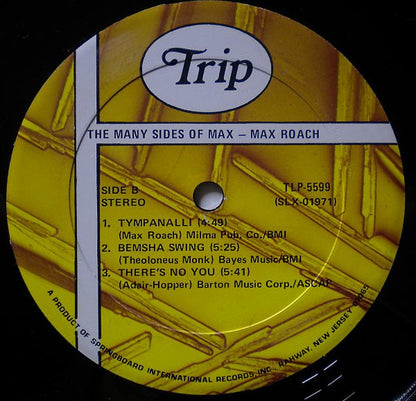 Trip
THE MANY SIDES OF MAX – MAX ROACH
SIDE B
STEREO
TLP-5599
(SLX-01971)
1. TYMPANALLI (4:49)
(Max Roach) Milma Pub. Co./BMI
2. BEMSHA SWING (5:25)
(Theoloneus Monk) Bayes Music/BMI
3. THERE'S NO YOU (5:41)
(Adair-Hopper) Barton Music Corp./ASCAP
A PRODUCT OF SPRINGBOARD INTERNATIONAL RECORDS, INC., RAHWAY, NEW JERSEY 07065